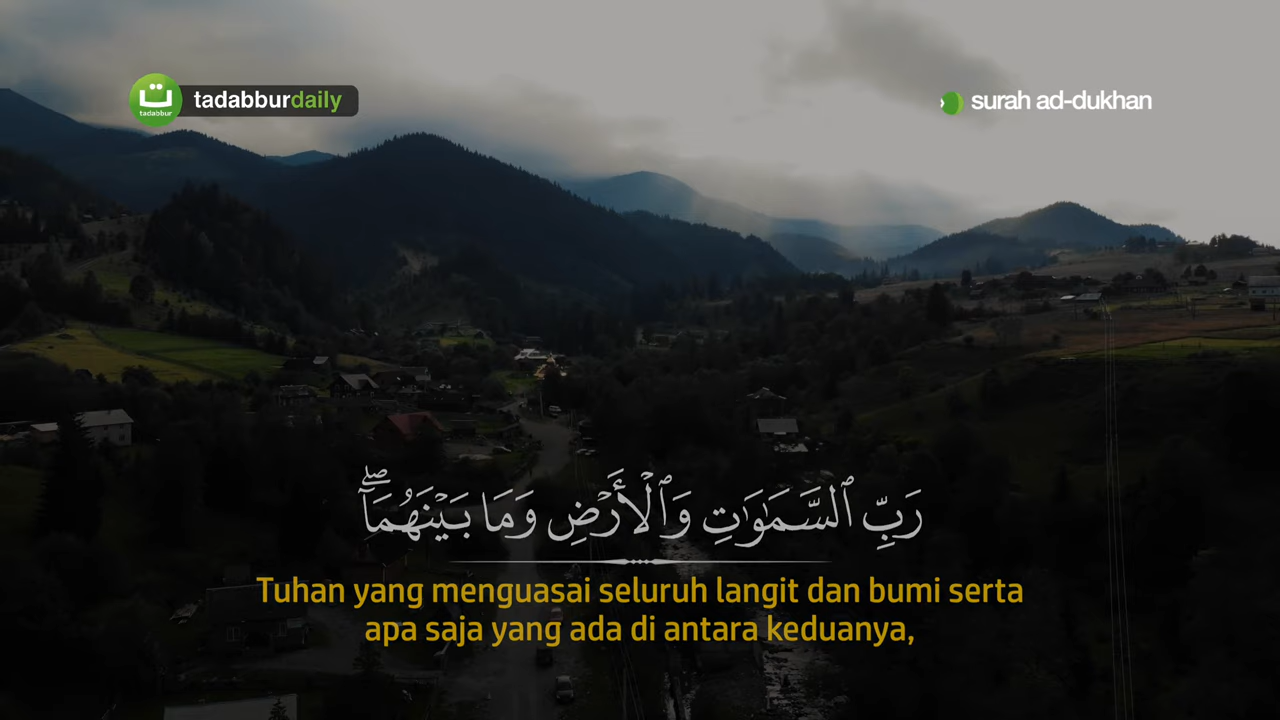 tadabburdaily
tadabbur
surah ad-dukhan
رَبِّ ٱلسَّمَـٰوَٰتِ وَٱلْأَرْضِ وَمَا بَيْنَهُمَآ ۖ
Tuhan yang menguasai seluruh langit dan bumi serta
apa saja yang ada di antara keduanya,